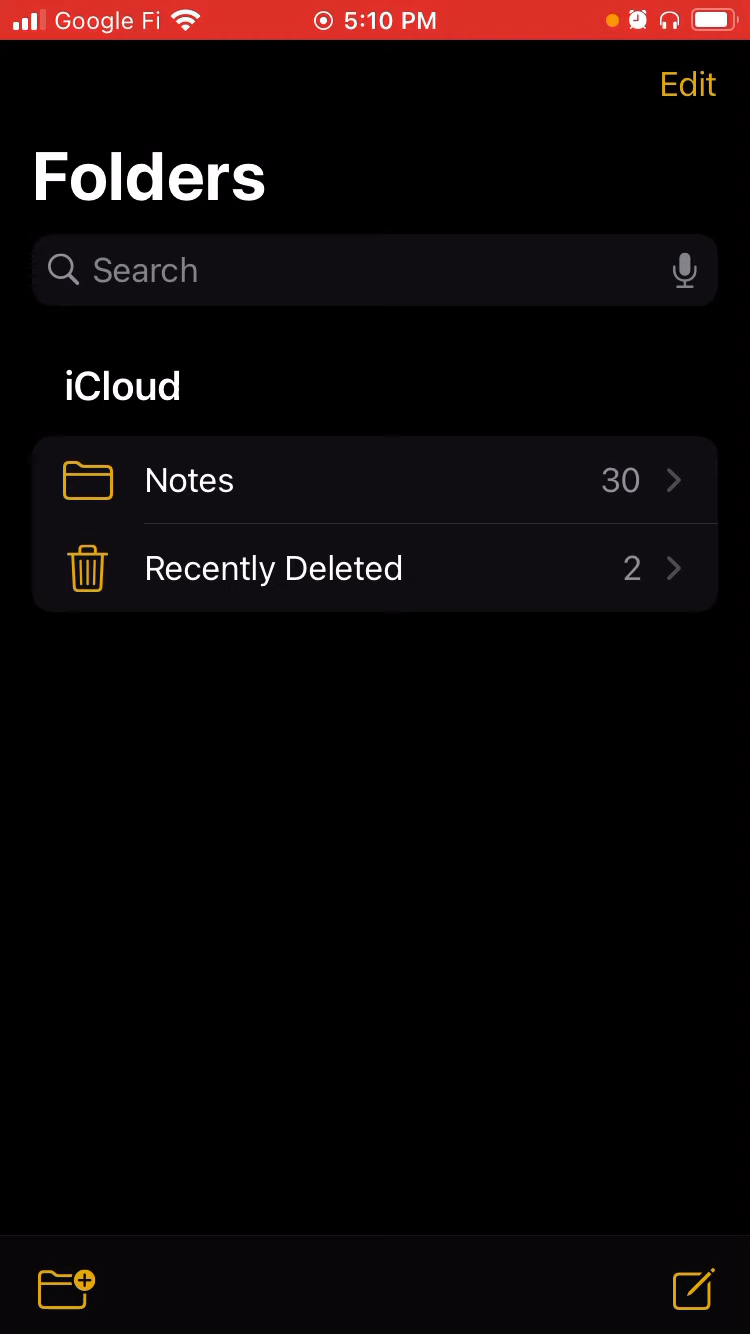 Google Fi 5:10 PM
Edit
Folders
Search
iCloud
Notes 30
Recently Deleted 2